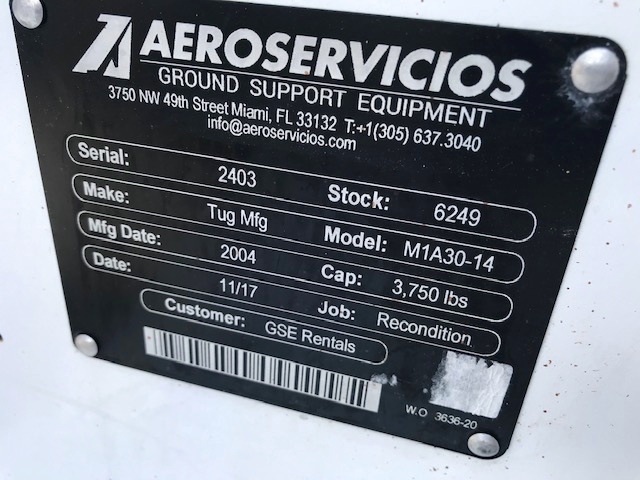 AEROSERVICIOS
GROUND SUPPORT EQUIPMENT
3750 NW 49th Street Miami, FL 33132 T:+1(305) 637.3040
info@aeroservicios.com
Serial: 2403 Stock: 6249
Make: Tug Mfg Model: M1A30-14
Mfg Date: 2004 Cap: 3,750 lbs
Date: 11/17 Job: Recondition
Customer: GSE Rentals
W.O 3636-20